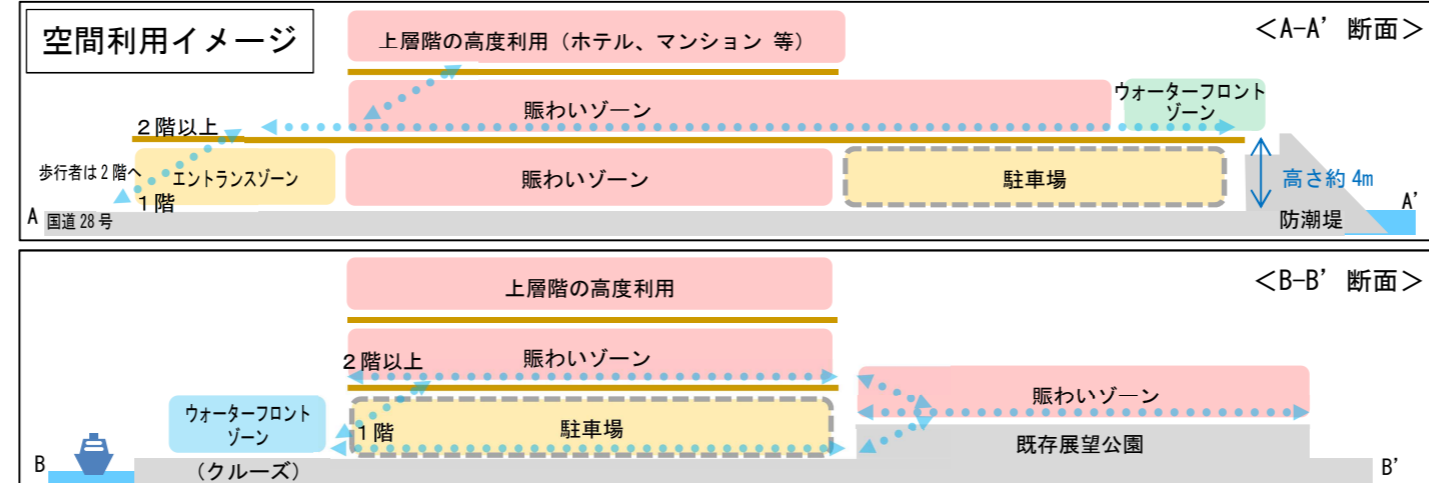 空間利用イメージ
<A-A’ 断面>
上層階の高度利用（ホテル、マンション 等）
賑わいゾーン
ウォーターフロント
ゾーン
２階以上
歩行者は２階へ
エントランスゾーン
賑わいゾーン
駐車場
高さ約 4m
１階
A
国道 28 号
防潮堤
A’
<B-B’ 断面>
上層階の高度利用
２階以上
賑わいゾーン
賑わいゾーン
ウォーターフロント
ゾーン
１階
駐車場
既存展望公園
B
（クルーズ）
B’